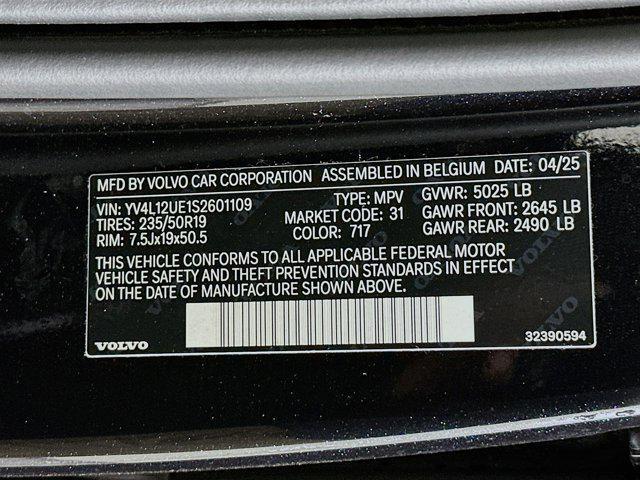 MFD BY VOLVO CAR CORPORATION ASSEMBLED IN BELGIUM DATE: 04/25
VIN: YV4L12UE1S2601109 TYPE: MPV GVWR: 5025 LB
TIRES: 235/50R19 MARKET CODE: 31 GAWR FRONT: 2645 LB
RIM: 7.5Jx19x50.5 COLOR: 717 GAWR REAR: 2490 LB
THIS VEHICLE CONFORMS TO ALL APPLICABLE FEDERAL MOTOR
VEHICLE SAFETY AND THEFT PREVENTION STANDARDS IN EFFECT
ON THE DATE OF MANUFACTURE SHOWN ABOVE.
VOLVO 32390594